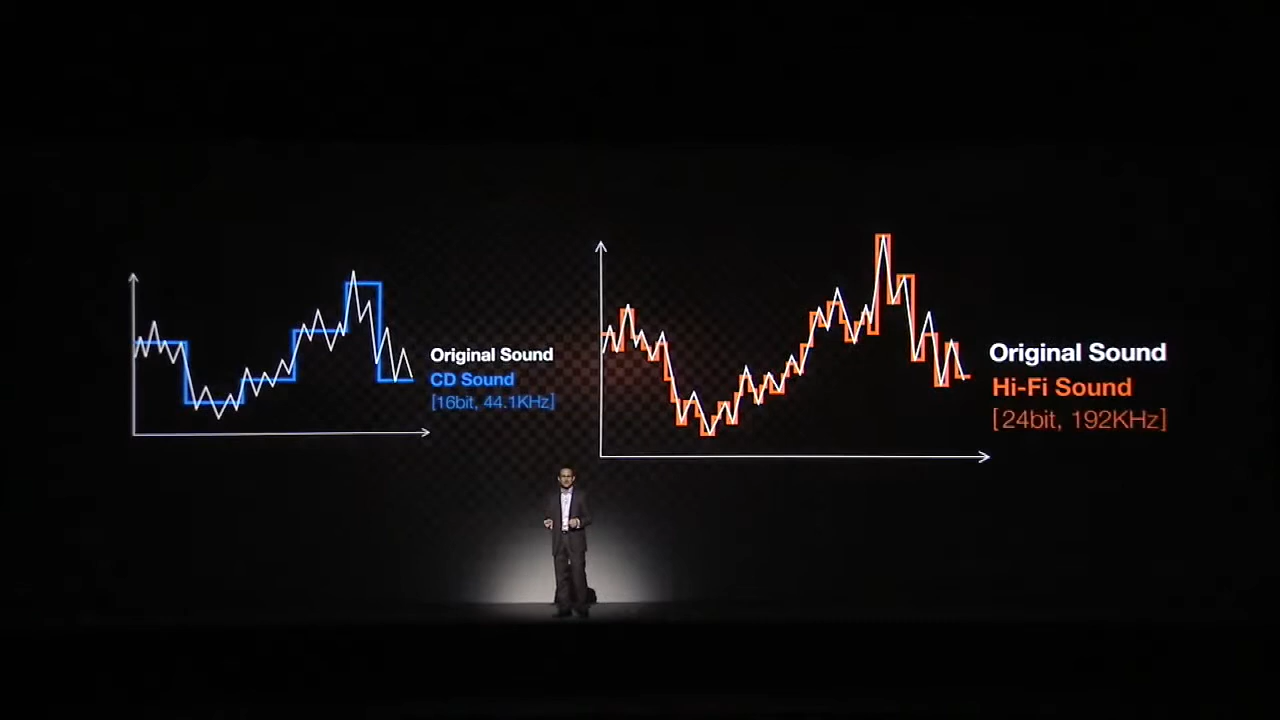 Original Sound
CD Sound
[16bit, 44.1KHz]
Original Sound
Hi-Fi Sound
[24bit, 192KHz]